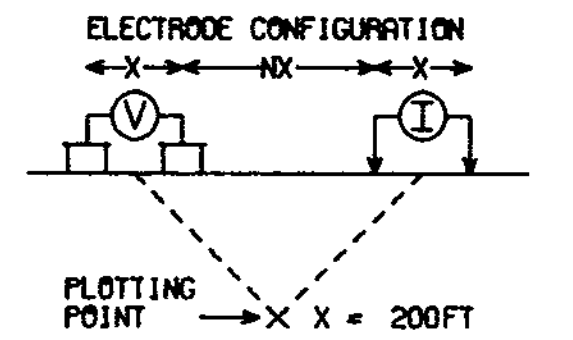 ELECTRODE CONFIGURATION
X NX X
V I
PLOTTING
POINT X = 200FT